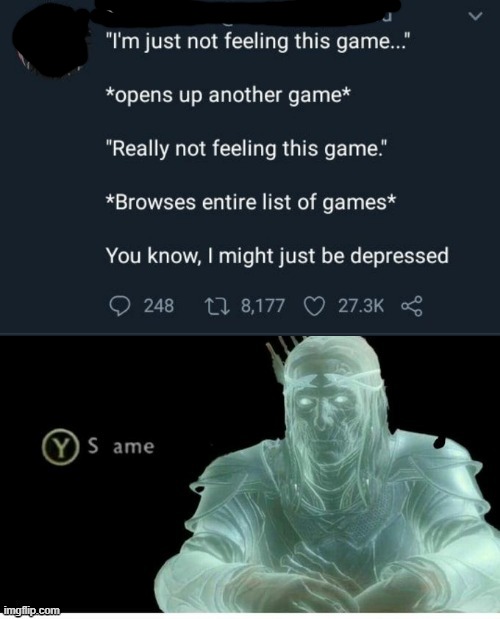 "I'm just not feeling this game..."
*opens up another game*
"Really not feeling this game."
*Browses entire list of games*
You know, I might just be depressed
248 8,177 27.3K
Y S ame
imgflip.com